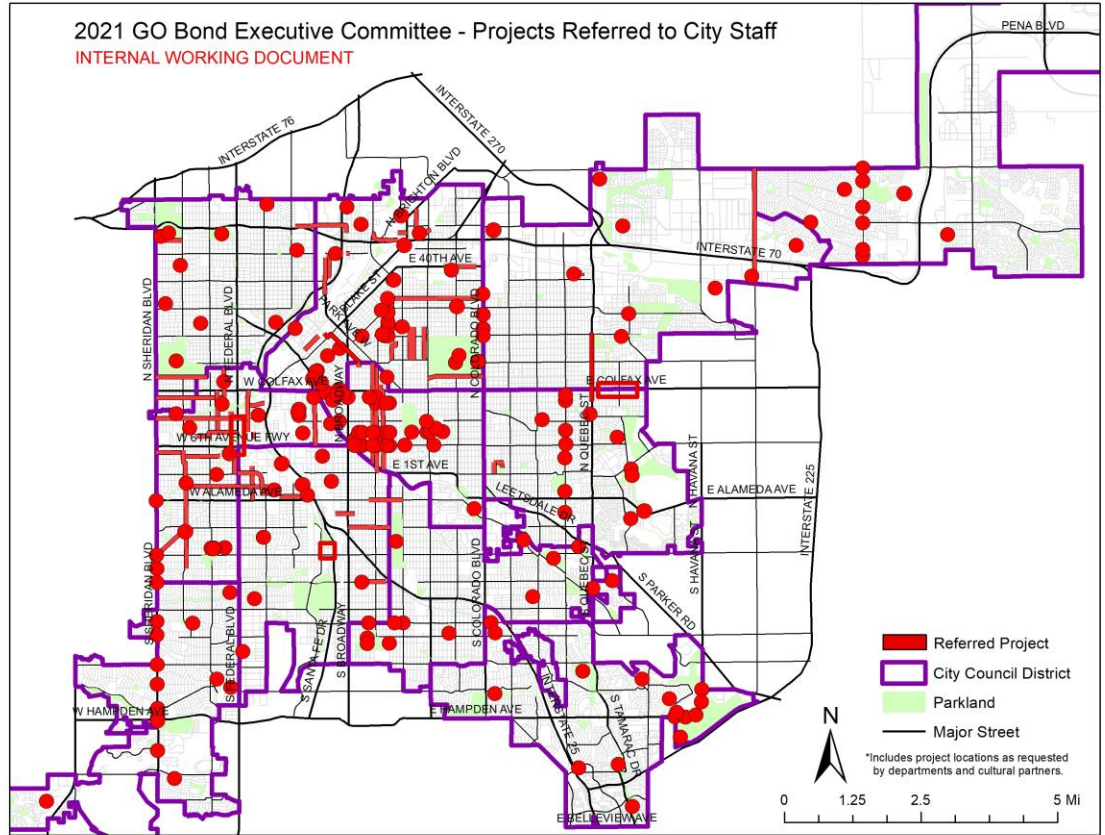 2021 GO Bond Executive Committee - Projects Referred to City Staff
INTERNAL WORKING DOCUMENT
PENA BLVD
INTERSTATE 76
INTERSTATE 270
N BRIGHTON BLVD
INTERSTATE 70
E 40TH AVE
BLAKE ST
PARK AVE W
N SHERIDAN BLVD
N FEDERAL BLVD
N COLORADO BLVD
W COLFAX AVE
E COLFAX AVE
N BROADWAY
N QUEBEC ST
W 6TH AVENUE FWY
E 1ST AVE
N HAVANA ST
W ALAMEDA AVE
E ALAMEDA AVE
LEETSDALE DR
INTERSTATE 225
S SHERIDAN BLVD
S FEDERAL BLVD
S SANTA FE DR
S BROADWAY
S COLORADO BLVD
S QUEBEC ST
S HAVANA ST
S PARKER RD
W HAMPDEN AVE
E HAMPDEN AVE
INTERSTATE 25
S TAMARAC DR
E BELLEVIEW AVE
Referred Project
City Council District
Parkland
Major Street
N
*Includes project locations as requested
by departments and cultural partners.
0 1.25 2.5 5 Mi